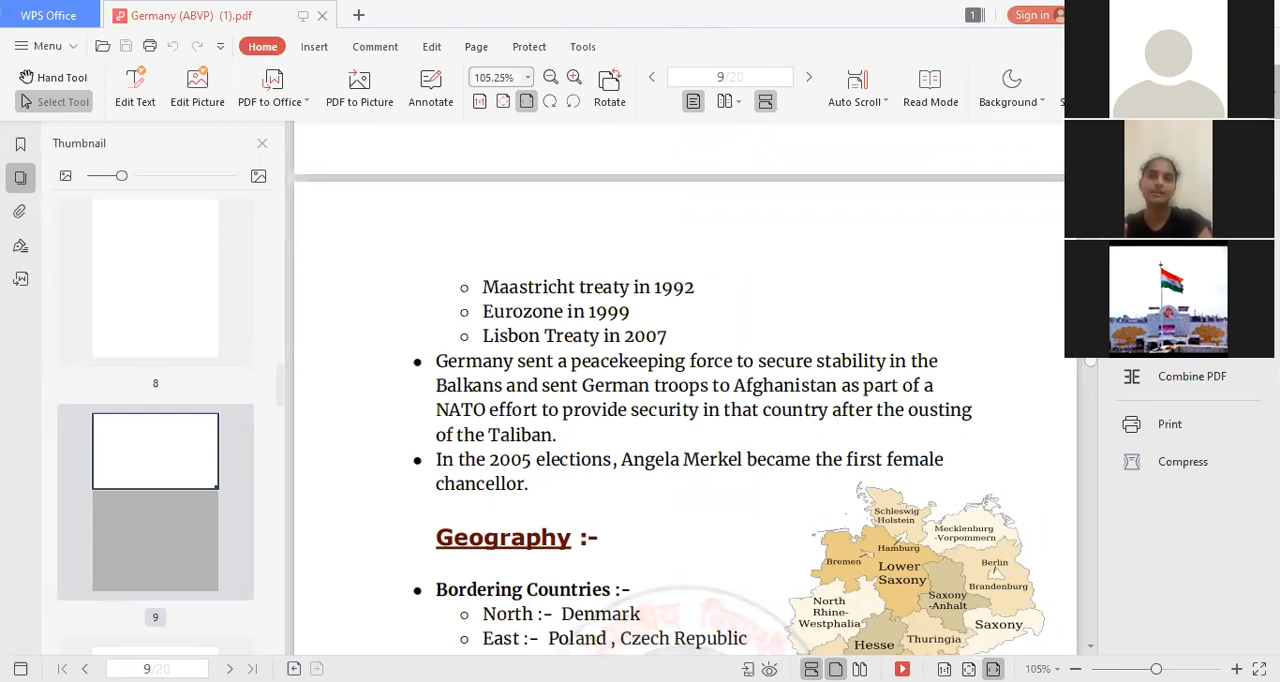 WPS Office
Germany (ABVP) (1).pdf
1
Sign in
Menu
Home
Insert
Comment
Edit
Page
Protect
Tools
Hand Tool
Select Tool
Edit Text
Edit Picture
PDF to Office
PDF to Picture
Annotate
105.25%
Rotate
9/20
Auto Scroll
Read Mode
Background
Thumbnail
8
9
Maastricht treaty in 1992
Eurozone in 1999
Lisbon Treaty in 2007
Germany sent a peacekeeping force to secure stability in the
Balkans and sent German troops to Afghanistan as part of a
NATO effort to provide security in that country after the ousting
of the Taliban.
In the 2005 elections, Angela Merkel became the first female
chancellor.
Geography :-
Bordering Countries :-
North :- Denmark
East :- Poland , Czech Republic
Schleswig
Holstein
Mecklenburg
-Vorpommern
Hamburg
Bremen
Lower
Saxony
Berlin
Brandenburg
Saxony
-Anhalt
North
Rhine-
Westphalia
Saxony
Hesse
Thuringia
Combine PDF
Print
Compress
9/20
105%